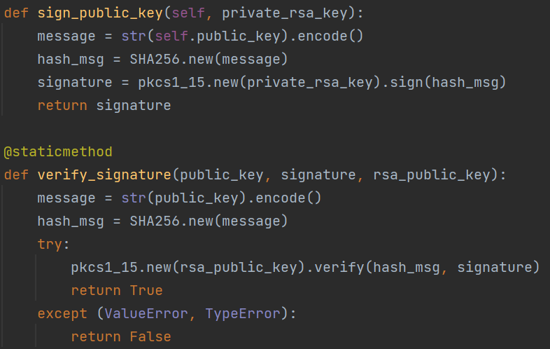 def sign_public_key(self, private_rsa_key):
    message = str(self.public_key).encode()
    hash_msg = SHA256.new(message)
    signature = pkcs1_15.new(private_rsa_key).sign(hash_msg)
    return signature

@staticmethod
def verify_signature(public_key, signature, rsa_public_key):
    message = str(public_key).encode()
    hash_msg = SHA256.new(message)
    try:
        pkcs1_15.new(rsa_public_key).verify(hash_msg, signature)
        return True
    except (ValueError, TypeError):
        return False